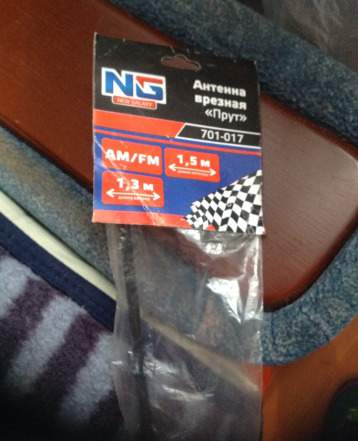 NG
NEW GALAXY
Антенна
врезная
«Прут»
701-017
AM/FM
1,5 м
1,3 м